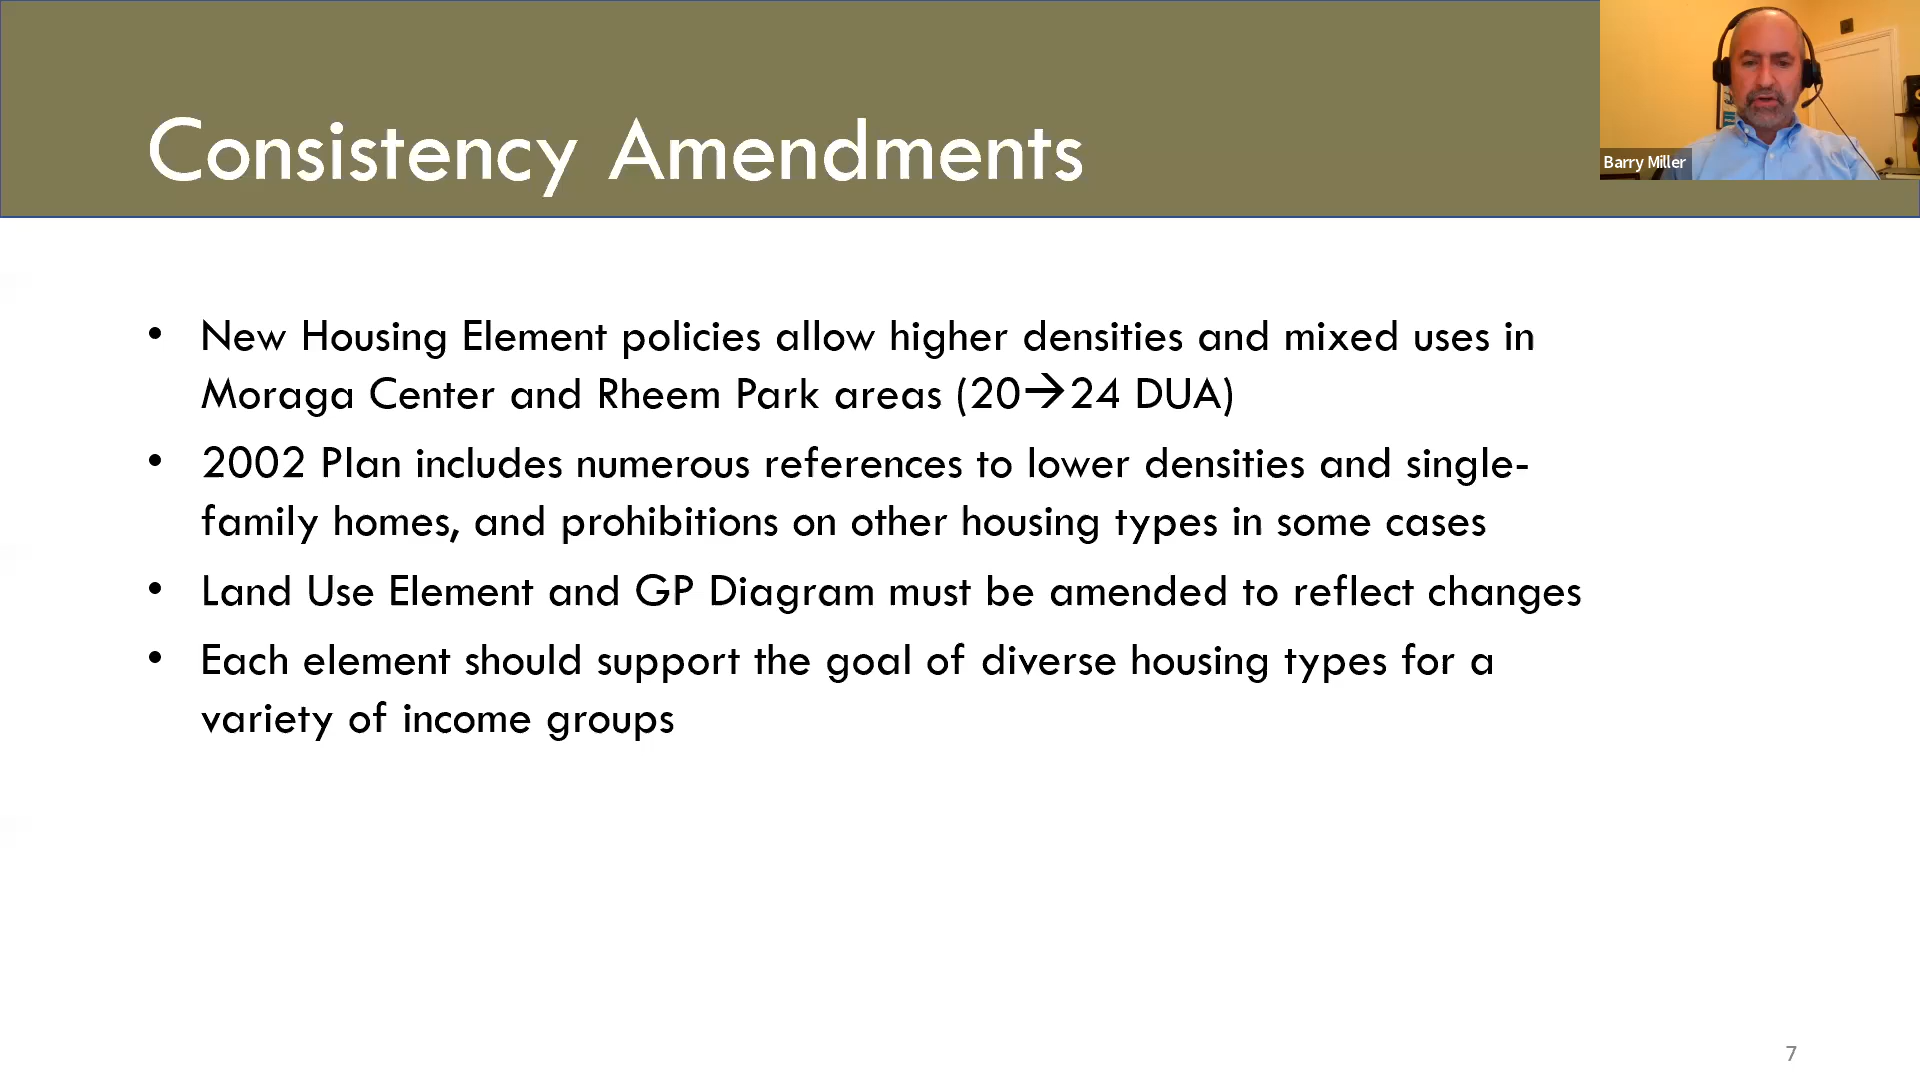 Consistency Amendments
Barry Miller
• New Housing Element policies allow higher densities and mixed uses in
Moraga Center and Rheem Park areas (20→24 DUA)
• 2002 Plan includes numerous references to lower densities and single-
family homes, and prohibitions on other housing types in some cases
• Land Use Element and GP Diagram must be amended to reflect changes
• Each element should support the goal of diverse housing types for a
variety of income groups
7